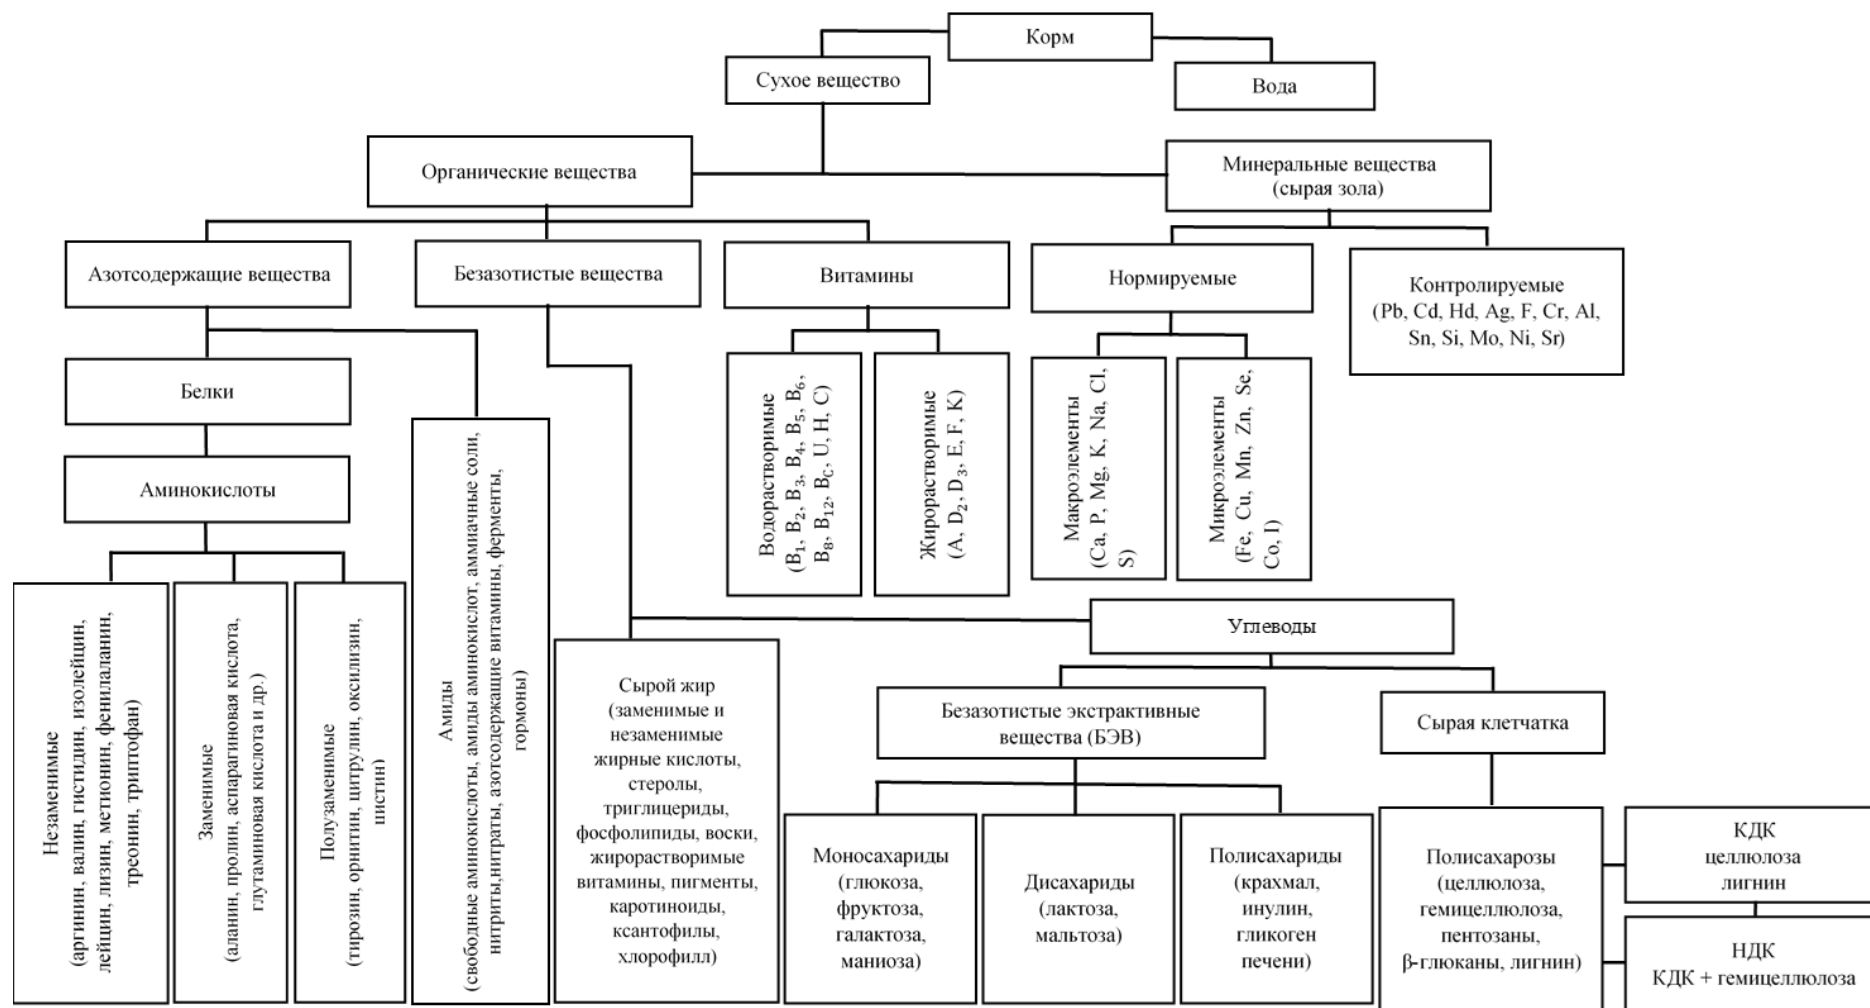 Корм
Сухое вещество
Вода
Органические вещества
Минеральные вещества
(сырая зола)
Азотсодержащие вещества
Безазотистые вещества
Витамины
Нормируемые
Контролируемые
(Pb, Cd, Hd, Ag, F, Cr, Al,
Sn, Si, Mo, Ni, Sr)
Белки
Аминокислоты
Водорастворимые
(B₁, B₂, B₃, B₄, B₅, B₆,
B₈, B₁₂, B_C, U, H, C)
Жирорастворимые
(A, D₂, D₃, E, F, K)
Макроэлементы
(Ca, P, Mg, K, Na, Cl,
S)
Микроэлементы
(Fe, Cu, Mn, Zn, Se,
Co, I)
Незаменимые
(аргинин, валин, гистидин, изолейцин,
лейцин, лизин, метионин, фенилаланин,
треонин, триптофан)
Заменимые
(аланин, пролин, аспарагиновая кислота,
глутаминовая кислота и др.)
Полузаменимые
(тирозин, орнитин, цитрулин, оксилизин,
цистин)
Амиды
(свободные аминокислоты, амиды аминокислот, аммиачные соли,
нитриты,нитраты, азотсодержащие витамины, ферменты,
гормоны)
Углеводы
Сырой жир
(заменимые и
незаменимые
жирные кислоты,
стеролы,
триглицериды,
фосфолипиды, воски,
жирорастворимые
витамины, пигменты,
каротиноиды,
ксантофилы,
хлорофилл)
Безазотистые экстрактивные
вещества (БЭВ)
Сырая клетчатка
Моносахариды
(глюкоза,
фруктоза,
галактоза,
маниоза)
Дисахариды
(лактоза,
мальтоза)
Полисахариды
(крахмал,
инулин,
гликоген
печени)
Полисахарозы
(целлюлоза,
гемицеллюлоза,
пентозаны,
β-глюканы, лигнин)
КДК
целлюлоза
лигнин
НДК
КДК + гемицеллюлоза